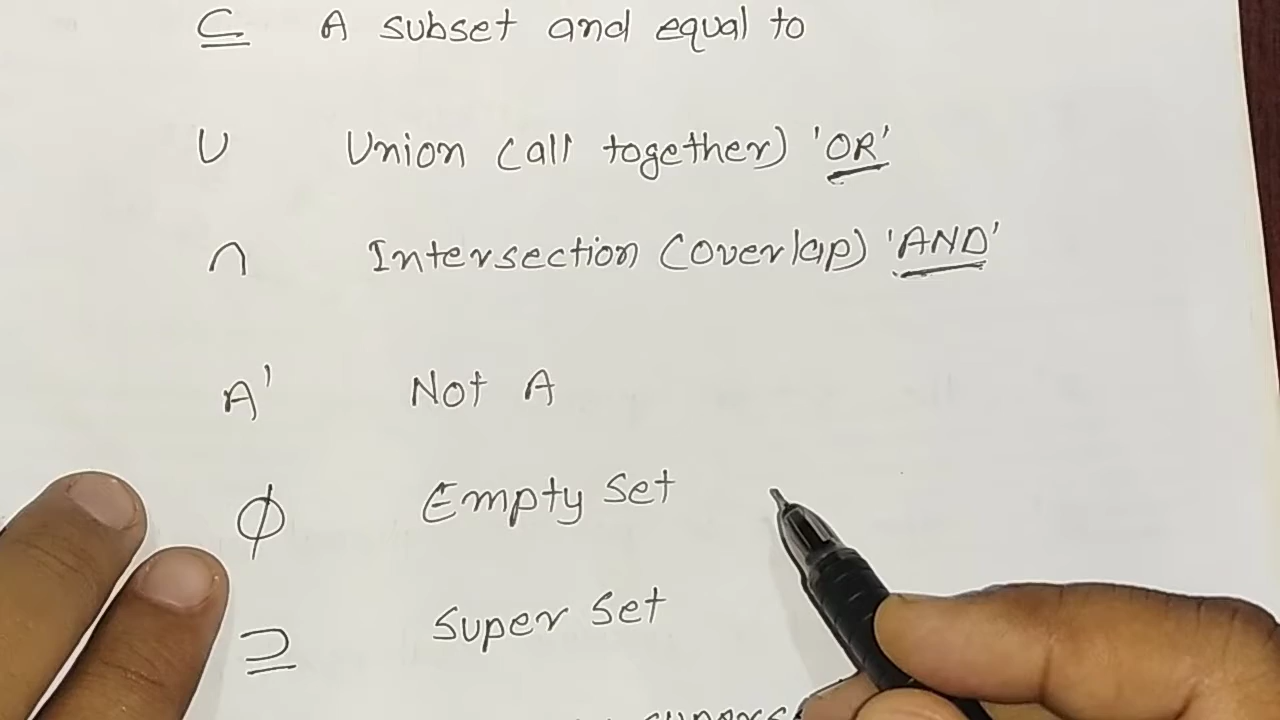 ⊆ A subset and equal to
∪ Union (all together) 'OR'
∩ Intersection (overlap) 'AND'
A' Not A
ϕ Empty Set
⊇ Super Set